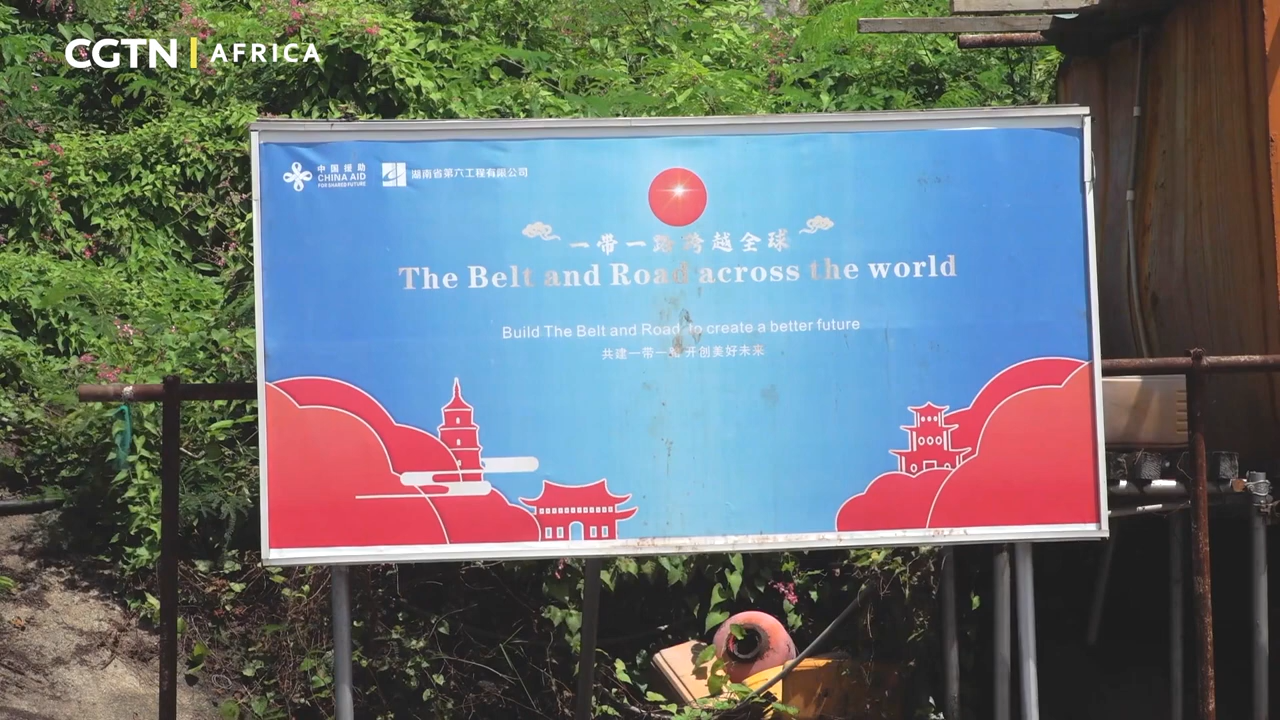 CGTN | AFRICA
中国援助
CHINA AID
FOR SHARED FUTURE
湖南省第六工程有限公司
一带一路 跨越全球
The Belt and Road across the world
Build The Belt and Road to create a better future
共建一带一路 开创美好未来